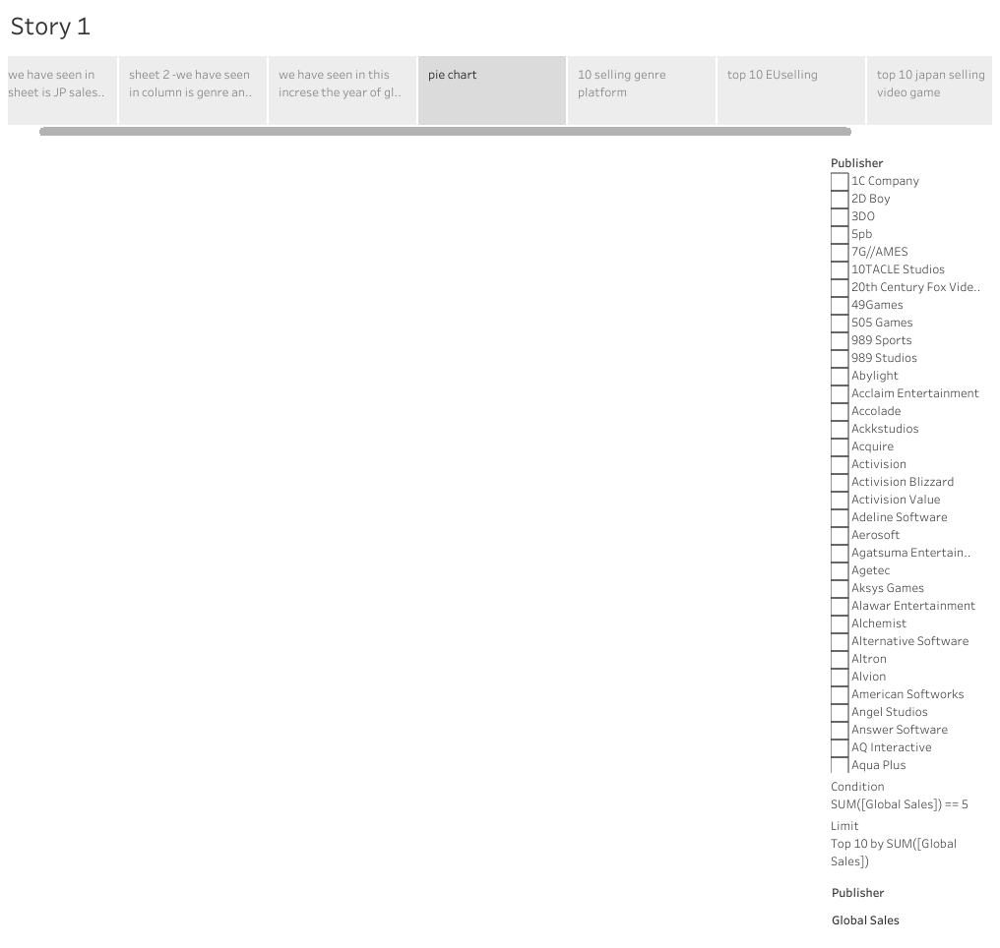 Story 1
we have seen in
sheet is JP sales..
sheet 2 -we have seen
in column is genre an..
we have seen in this
increse the year of gl..
pie chart
10 selling genre
platform
top 10 EUselling
top 10 japan selling
video game
Publisher
1C Company
2D Boy
3DO
5pb
7G//AMES
10TACLE Studios
20th Century Fox Vide..
49Games
505 Games
989 Sports
989 Studios
Abylight
Acclaim Entertainment
Accolade
Ackkstudios
Acquire
Activision
Activision Blizzard
Activision Value
Adeline Software
Aerosoft
Agatsuma Entertain..
Agetec
Aksys Games
Alawar Entertainment
Alchemist
Alternative Software
Altron
Alvion
American Softworks
Angel Studios
Answer Software
AQ Interactive
Aqua Plus
Condition
SUM([Global Sales]) == 5
Limit
Top 10 by SUM([Global
Sales])
Publisher
Global Sales